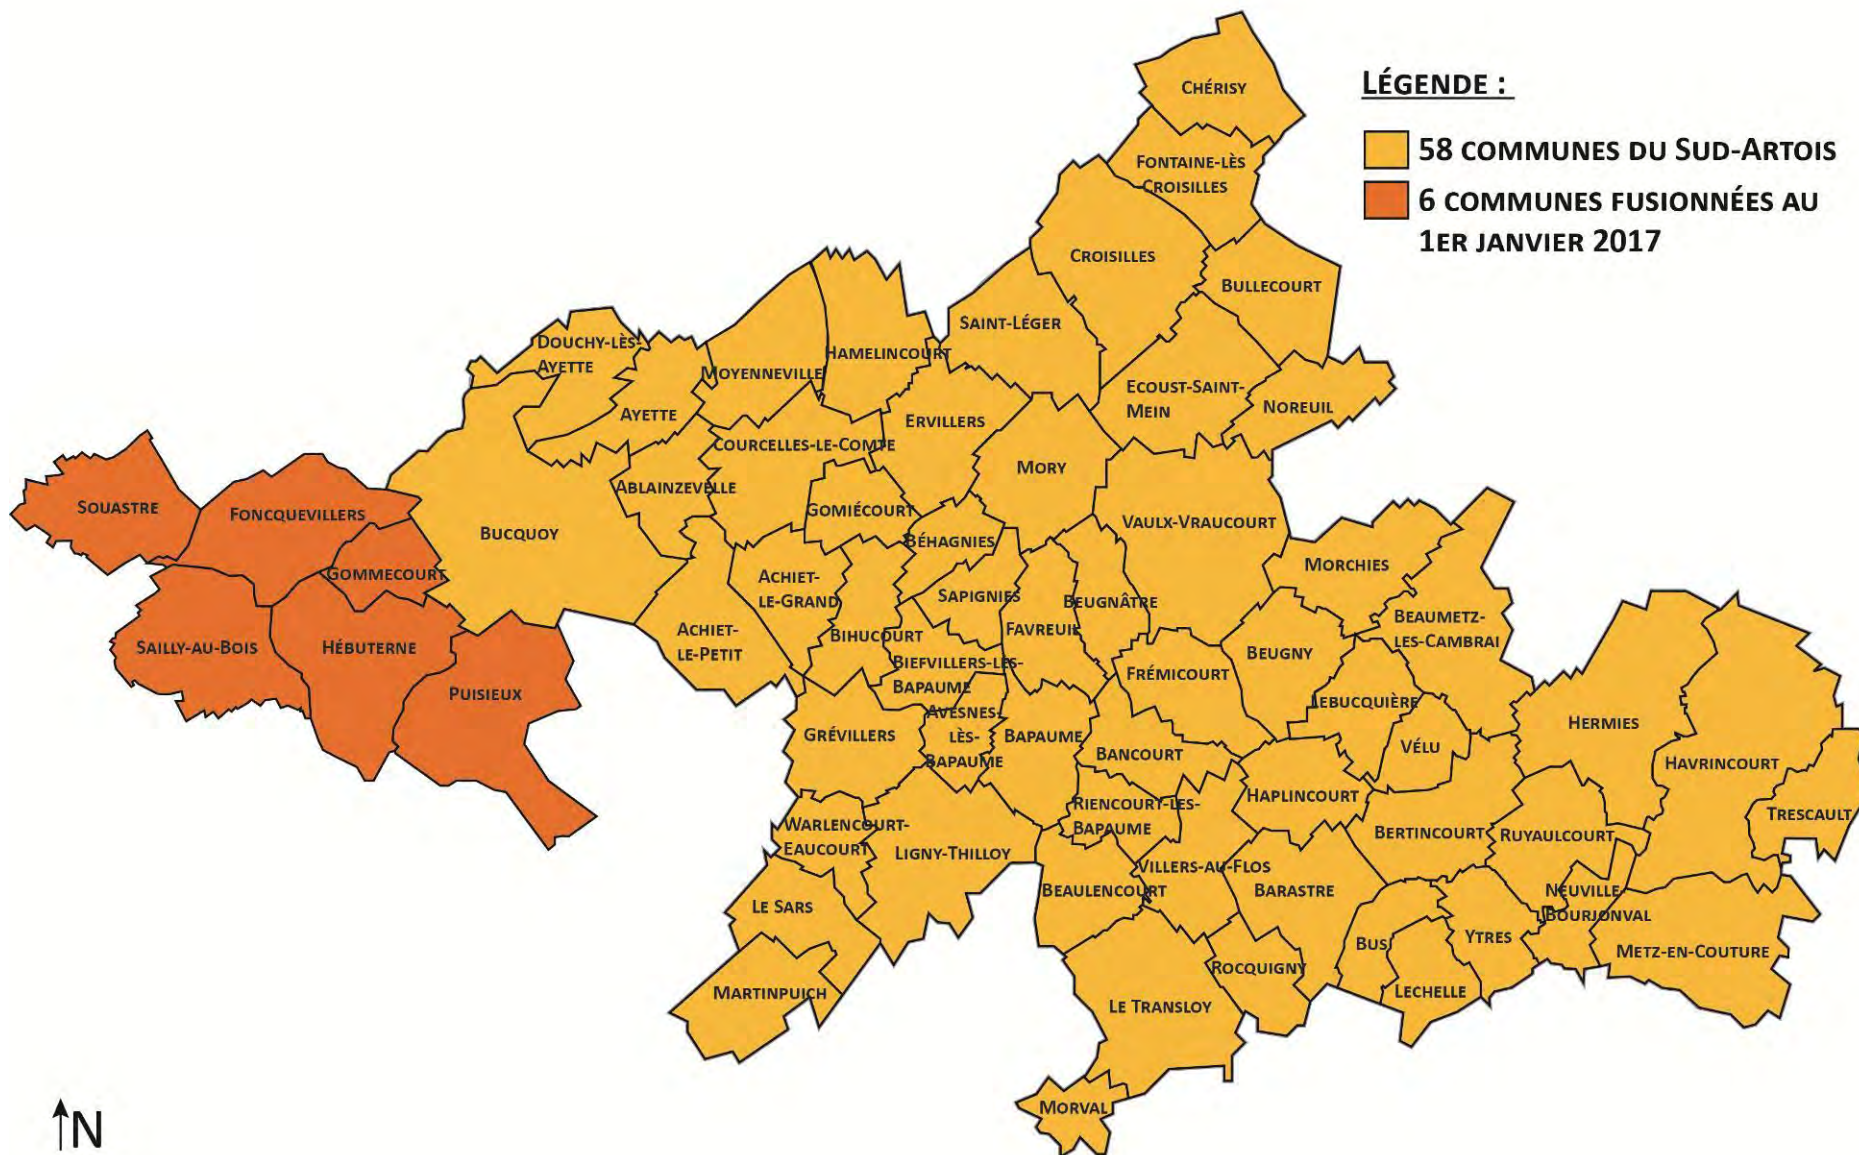 LÉGENDE :
58 COMMUNES DU SUD-ARTOIS
6 COMMUNES FUSIONNÉES AU
1ER JANVIER 2017
CHÉRISY
FONTAINE-LÈS
CROISILLES
CROISILLES
BULLECOURT
SAINT-LÉGER
DOUCHY-LÈS-
AYETTE
HAMELINCOURT
MOYENNEVILLE
AYETTE
ECOUST-SAINT-
MEIN
NOREUIL
ERVILLERS
COURCELLES-LE-COMTE
MORY
ABLAINZEVELLE
SOUASTRE
FONCQUEVILLERS
GOMIÉCOURT
VAULX-VRAUCOURT
BUCQUOY
BÉHAGNIES
GOMMECOURT
MORCHIES
ACHIET-
LE-GRAND
SAPIGNIES
BEUGNÂTRE
BEAUMETZ-
LES-CAMBRAI
ACHIET-
LE-PETIT
BIHUCOURT
FAVREUIL
SAILLY-AU-BOIS
HÉBUTERNE
BEUGNY
BIEFVILLERS-LES-
BAPAUME
FRÉMICOURT
PUISIEUX
LEBUCQUIÈRE
AVESNES-
LÈS-
BAPAUME
HERMIES
GRÉVILLERS
BAPAUME
BANCOURT
VÉLU
HAVRINCOURT
HAPLINCOURT
RIENCOURT-LES-
BAPAUME
TRESCAULT
WARLENCOURT-
EAUCOURT
LIGNY-THILLOY
BERTINCOURT
RUYAULCOURT
VILLERS-AU-FLOS
BEAULENCOURT
BARASTRE
NEUVILLE-
BOURJONVAL
LE SARS
BUS
YTRES
METZ-EN-COUTURE
ROCQUIGNY
MARTINPUICH
LECHELLE
LE TRANSLOY
MORVAL
N